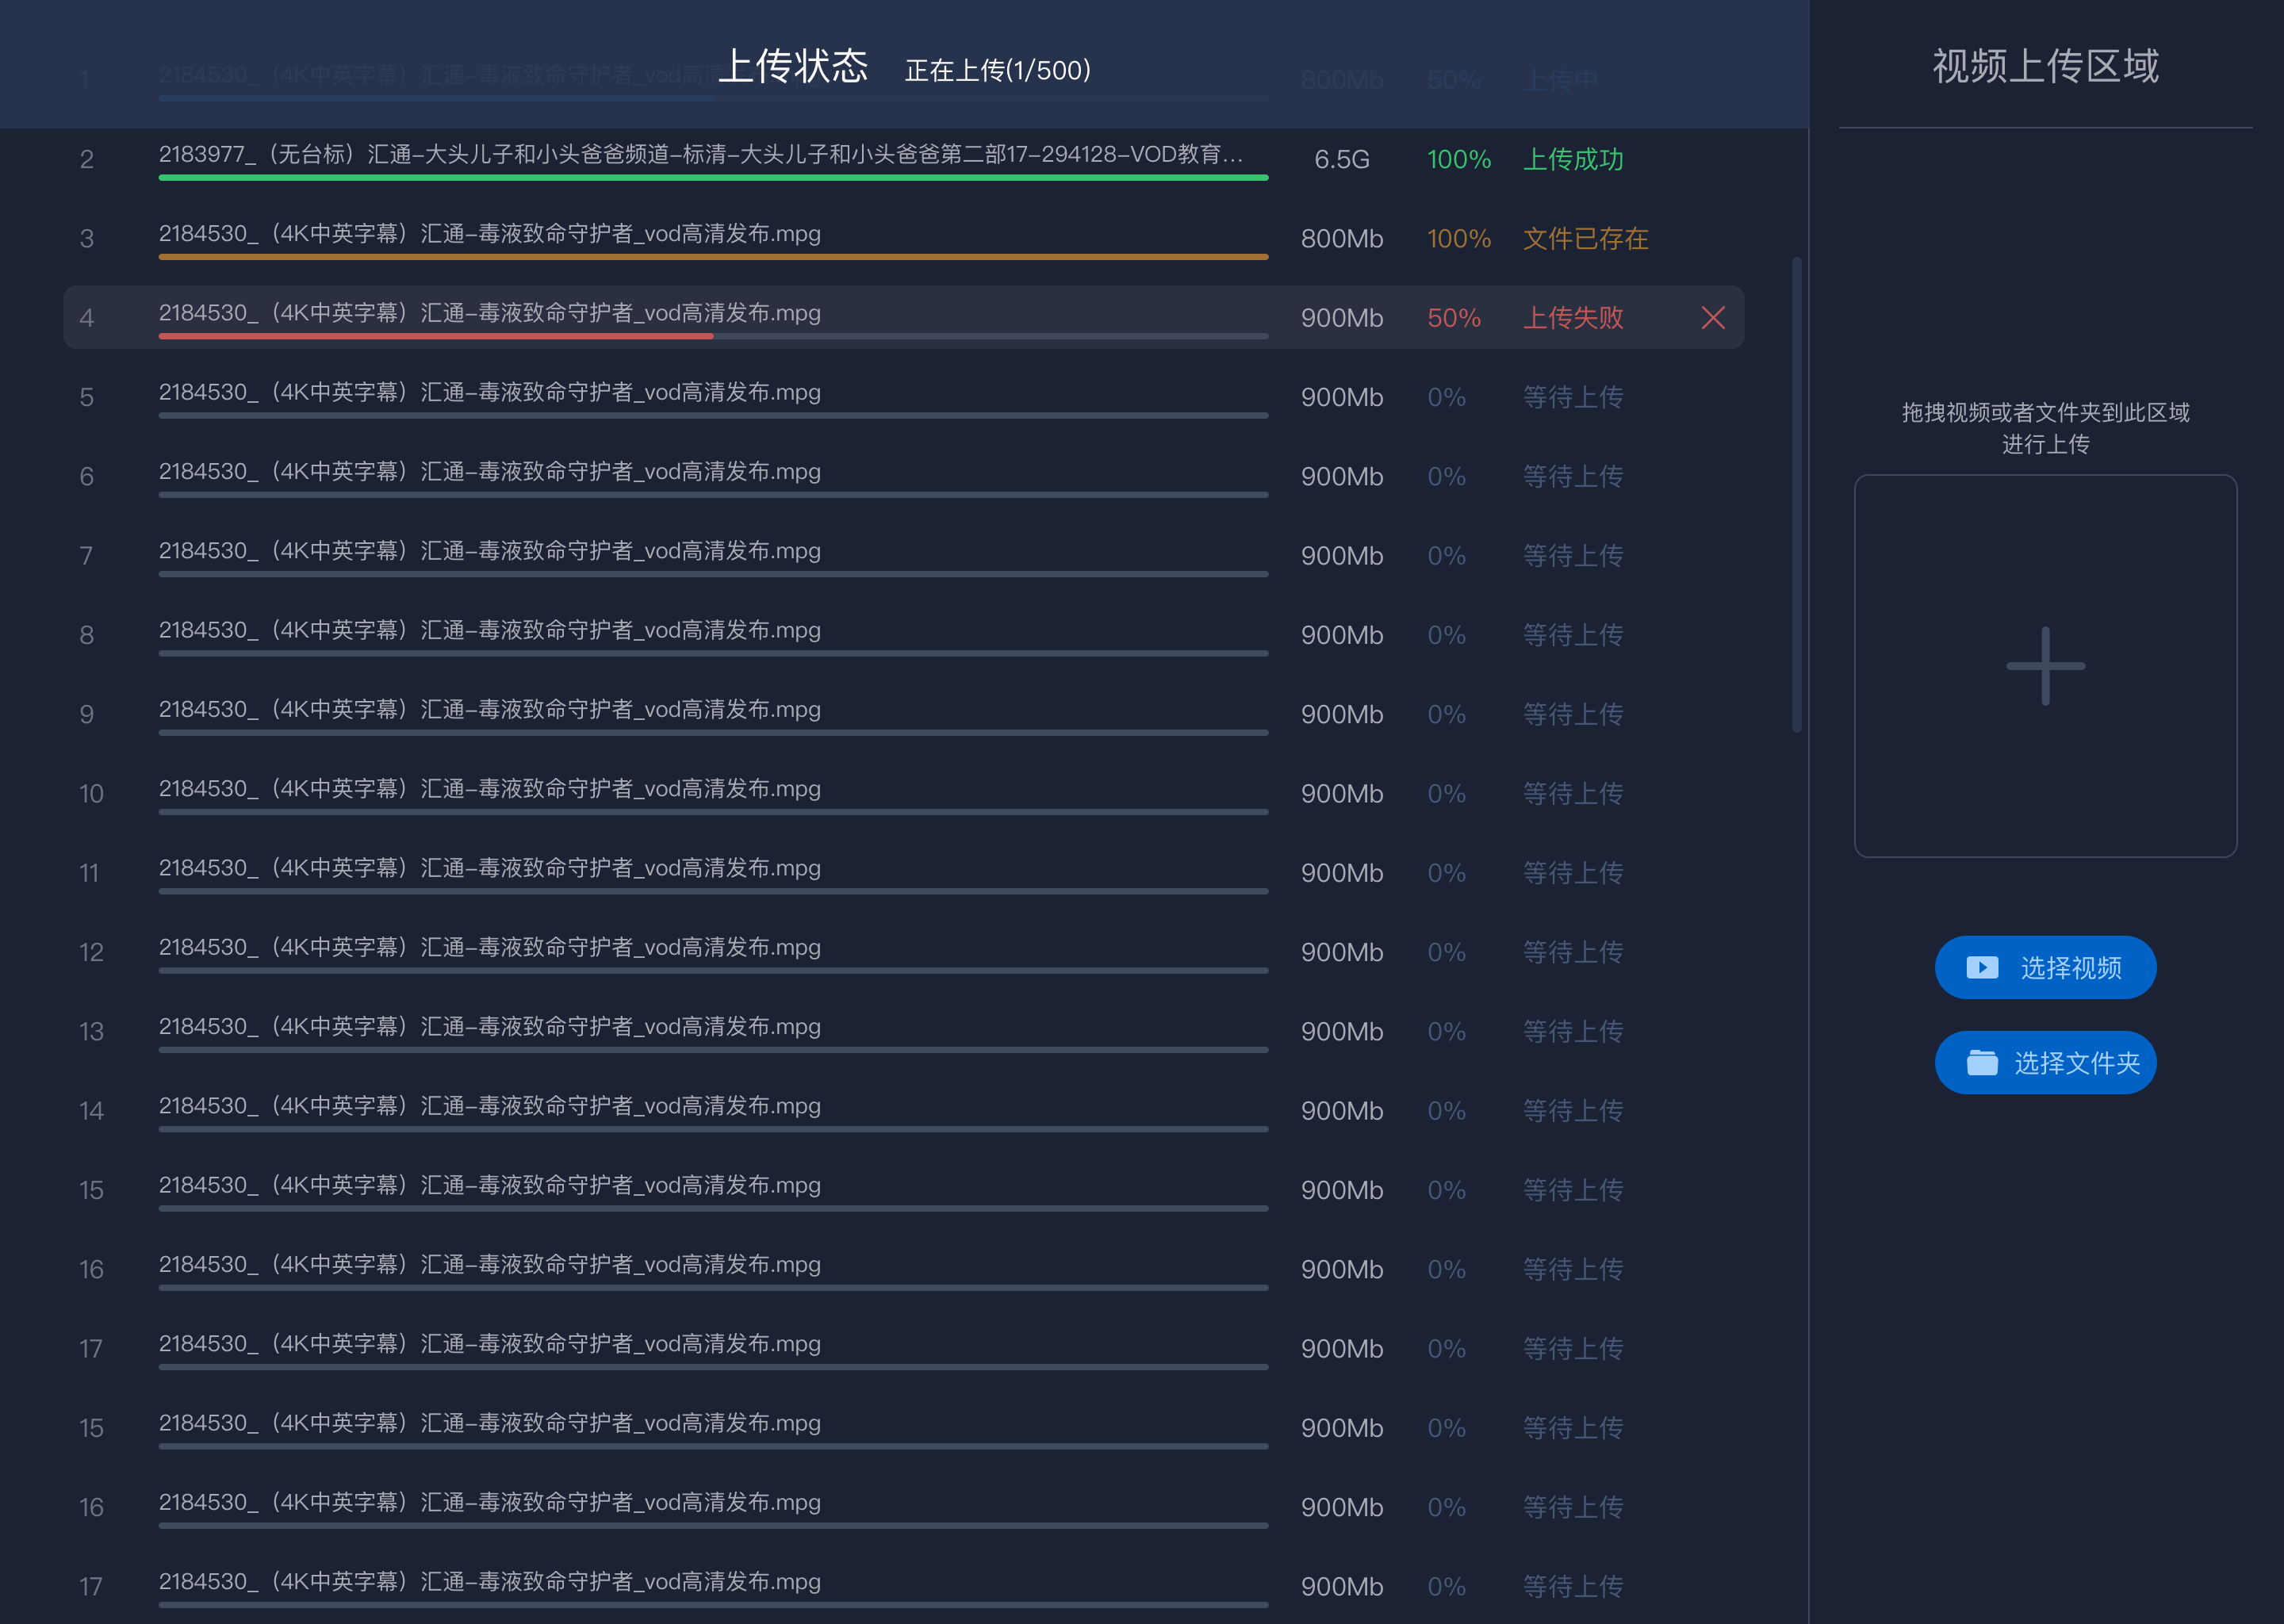 上传状态 正在上传(1/500)
1 2184530_（4K中英字幕）汇通-毒液致命守护者_vod高清发布.mpg 800Mb 50% 上传中
2 2183977_（无台标）汇通-大头儿子和小头爸爸频道-标清-大头儿子和小头爸爸第二部17-294128-VOD教育... 6.5G 100% 上传成功
3 2184530_（4K中英字幕）汇通-毒液致命守护者_vod高清发布.mpg 800Mb 100% 文件已存在
4 2184530_（4K中英字幕）汇通-毒液致命守护者_vod高清发布.mpg 900Mb 50% 上传失败
5 2184530_（4K中英字幕）汇通-毒液致命守护者_vod高清发布.mpg 900Mb 0% 等待上传
6 2184530_（4K中英字幕）汇通-毒液致命守护者_vod高清发布.mpg 900Mb 0% 等待上传
7 2184530_（4K中英字幕）汇通-毒液致命守护者_vod高清发布.mpg 900Mb 0% 等待上传
8 2184530_（4K中英字幕）汇通-毒液致命守护者_vod高清发布.mpg 900Mb 0% 等待上传
9 2184530_（4K中英字幕）汇通-毒液致命守护者_vod高清发布.mpg 900Mb 0% 等待上传
10 2184530_（4K中英字幕）汇通-毒液致命守护者_vod高清发布.mpg 900Mb 0% 等待上传
11 2184530_（4K中英字幕）汇通-毒液致命守护者_vod高清发布.mpg 900Mb 0% 等待上传
12 2184530_（4K中英字幕）汇通-毒液致命守护者_vod高清发布.mpg 900Mb 0% 等待上传
13 2184530_（4K中英字幕）汇通-毒液致命守护者_vod高清发布.mpg 900Mb 0% 等待上传
14 2184530_（4K中英字幕）汇通-毒液致命守护者_vod高清发布.mpg 900Mb 0% 等待上传
15 2184530_（4K中英字幕）汇通-毒液致命守护者_vod高清发布.mpg 900Mb 0% 等待上传
16 2184530_（4K中英字幕）汇通-毒液致命守护者_vod高清发布.mpg 900Mb 0% 等待上传
17 2184530_（4K中英字幕）汇通-毒液致命守护者_vod高清发布.mpg 900Mb 0% 等待上传
15 2184530_（4K中英字幕）汇通-毒液致命守护者_vod高清发布.mpg 900Mb 0% 等待上传
16 2184530_（4K中英字幕）汇通-毒液致命守护者_vod高清发布.mpg 900Mb 0% 等待上传
17 2184530_（4K中英字幕）汇通-毒液致命守护者_vod高清发布.mpg 900Mb 0% 等待上传
视频上传区域
拖拽视频或者文件夹到此区域
进行上传
选择视频
选择文件夹